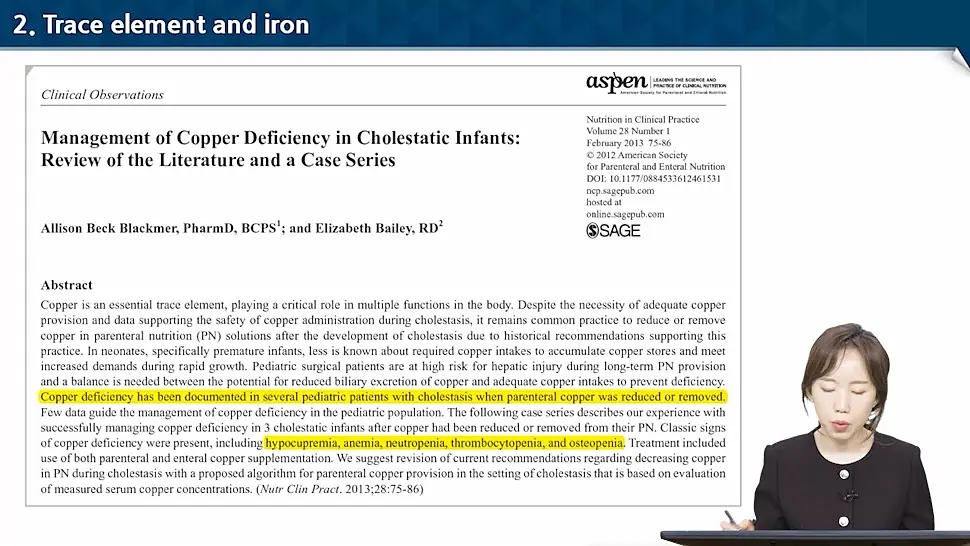 2. Trace element and iron
Clinical Observations
aspen
LEADING THE SCIENCE AND
PRACTICE OF CLINICAL NUTRITION
American Society for Parenteral and Enteral Nutrition
Management of Copper Deficiency in Cholestatic Infants:
Review of the Literature and a Case Series
Nutrition in Clinical Practice
Volume 28 Number 1
February 2013 75-86
© 2012 American Society
for Parenteral and Enteral Nutrition
DOI: 10.1177/0884533612461531
ncp.sagepub.com
hosted at
online.sagepub.com
SAGE
Allison Beck Blackmer, PharmD, BCPS1; and Elizabeth Bailey, RD2
Abstract
Copper is an essential trace element, playing a critical role in multiple functions in the body. Despite the necessity of adequate copper
provision and data supporting the safety of copper administration during cholestasis, it remains common practice to reduce or remove
copper in parenteral nutrition (PN) solutions after the development of cholestasis due to historical recommendations supporting this
practice. In neonates, specifically premature infants, less is known about required copper intakes to accumulate copper stores and meet
increased demands during rapid growth. Pediatric surgical patients are at high risk for hepatic injury during long-term PN provision
and a balance is needed between the potential for reduced biliary excretion of copper and adequate copper intakes to prevent deficiency.
Copper deficiency has been documented in several pediatric patients with cholestasis when parenteral copper was reduced or removed.
Few data guide the management of copper deficiency in the pediatric population. The following case series describes our experience with
successfully managing copper deficiency in 3 cholestatic infants after copper had been reduced or removed from their PN. Classic signs
of copper deficiency were present, including hypocupremia, anemia, neutropenia, thrombocytopenia, and osteopenia. Treatment included
use of both parenteral and enteral copper supplementation. We suggest revision of current recommendations regarding decreasing copper
in PN during cholestasis with a proposed algorithm for parenteral copper provision in the setting of cholestasis that is based on evaluation
of measured serum copper concentrations. (Nutr Clin Pract. 2013;28:75-86)